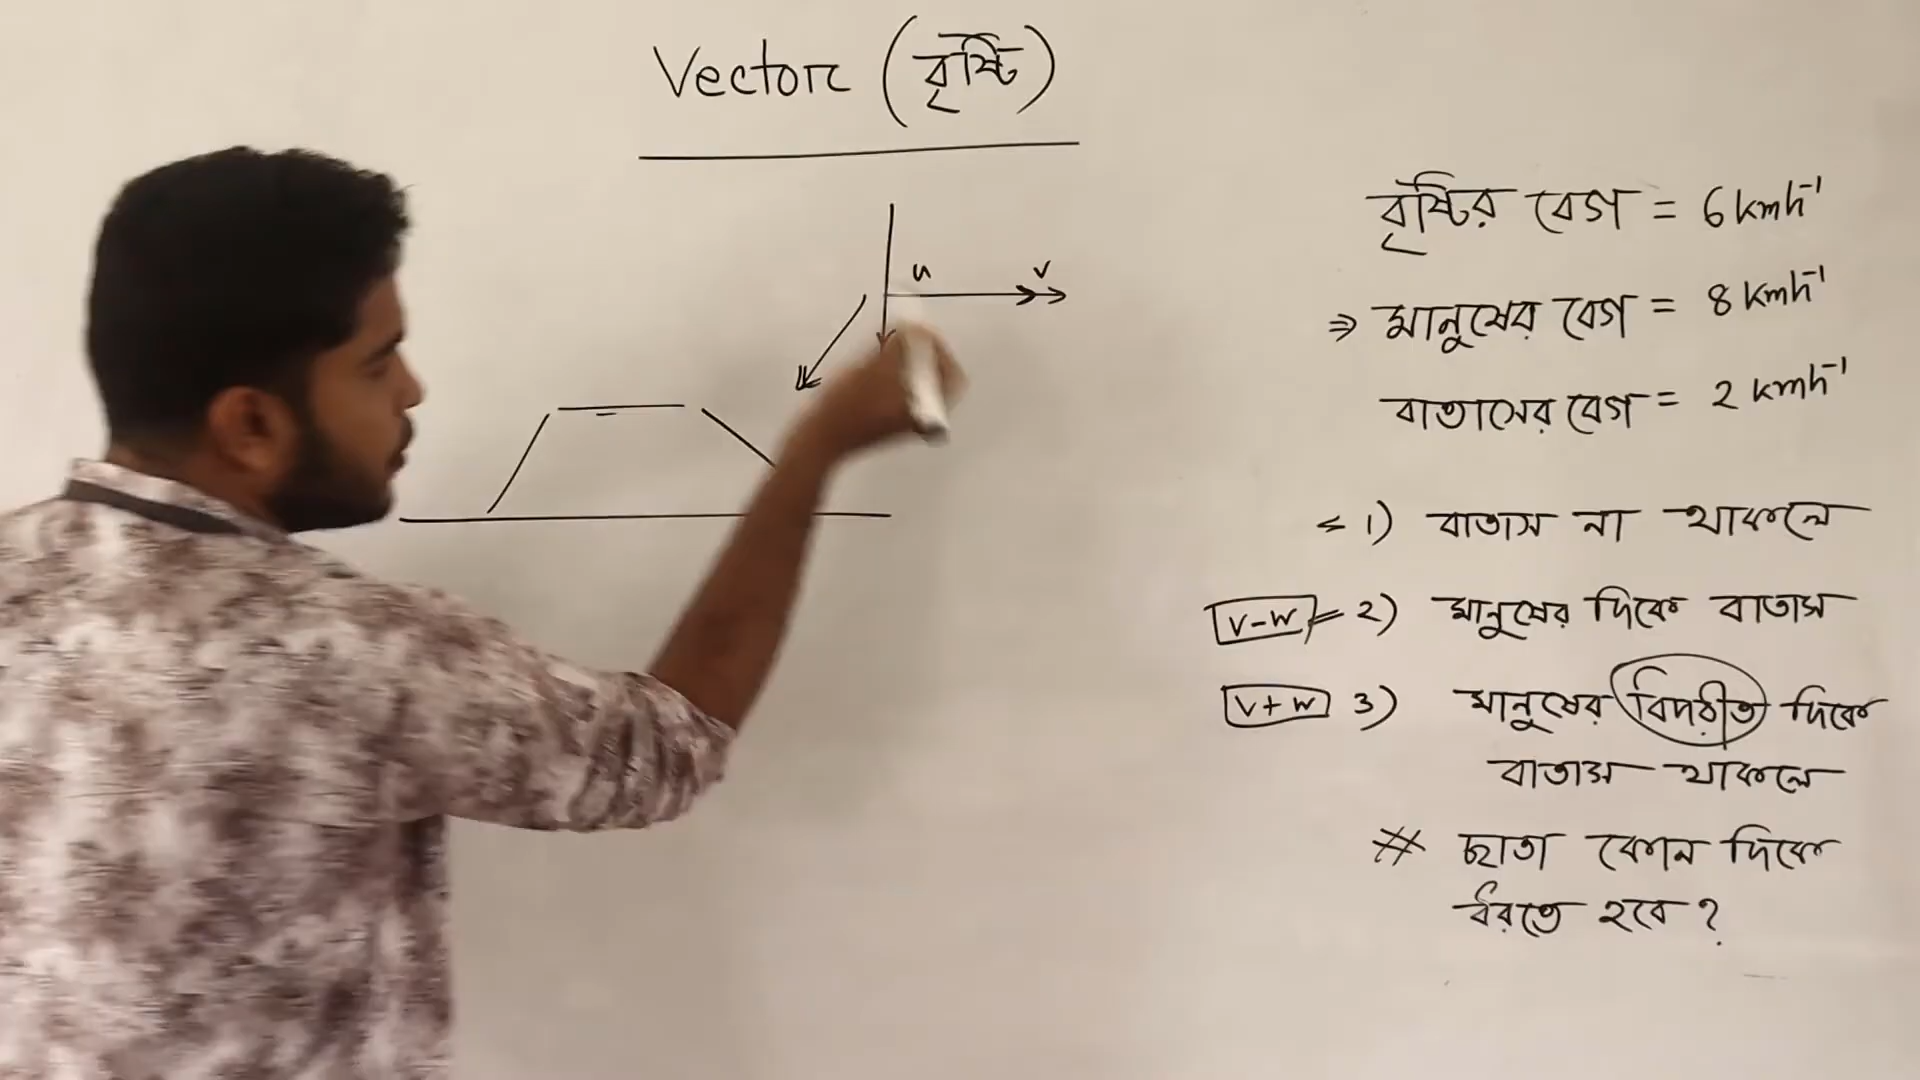 Vector (বৃষ্টি)
u v
বৃষ্টির বেগ = 6 kmh⁻¹
⇒ মানুষের বেগ = 8 kmh⁻¹
বাতাসের বেগ = 2 kmh⁻¹
1) বাতাস না থাকলে
v-w = 2) মানুষের দিকে বাতাস
v+w 3) মানুষের বিপরীত দিকে
বাতাস থাকলে
# ছাতা কোন দিকে
ধরতে হবে?